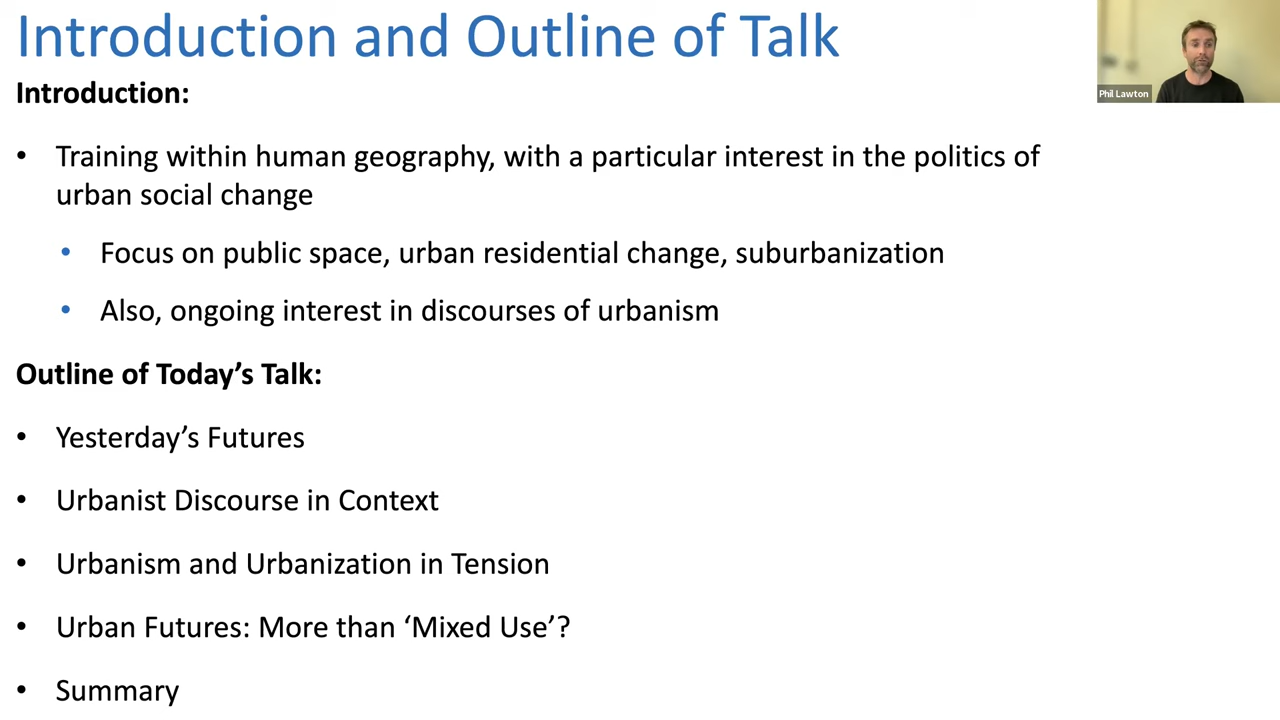 Introduction and Outline of Talk
Phil Lawton
Introduction:
• Training within human geography, with a particular interest in the politics of
urban social change
• Focus on public space, urban residential change, suburbanization
• Also, ongoing interest in discourses of urbanism
Outline of Today’s Talk:
• Yesterday’s Futures
• Urbanist Discourse in Context
• Urbanism and Urbanization in Tension
• Urban Futures: More than ‘Mixed Use’?
• Summary